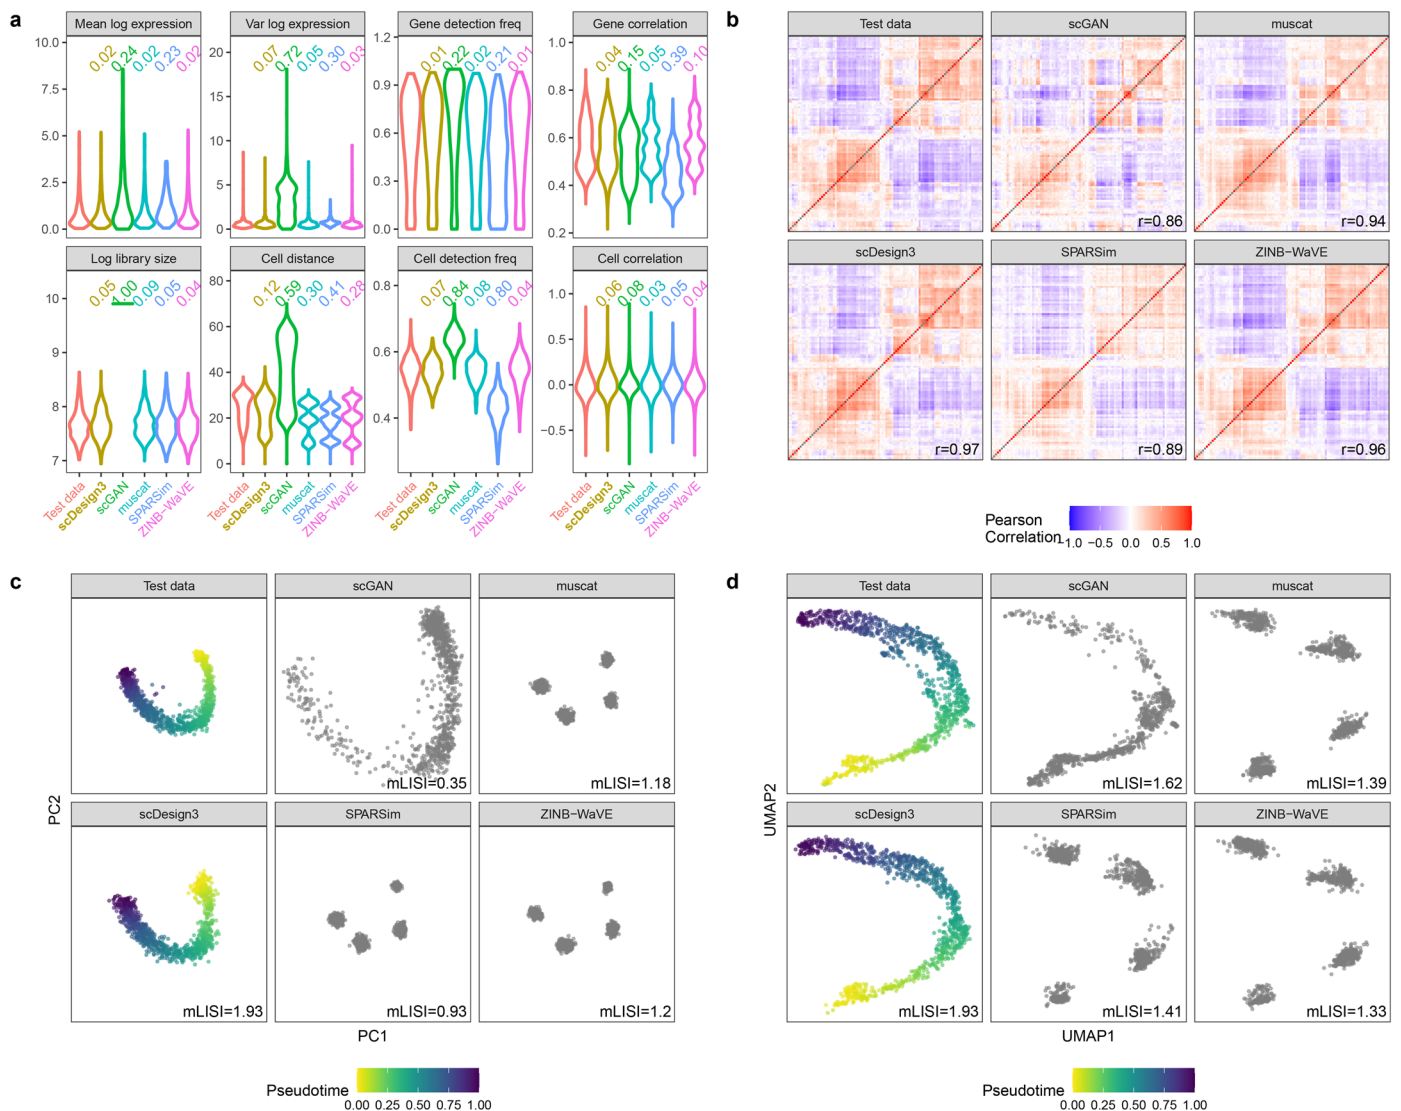 a
Mean log expression
Var log expression
Gene detection freq
Gene correlation
0.02 0.24 0.02 0.23 0.02
0.07 0.72 0.05 0.30 0.03
0.01 0.22 0.02 0.21 0.01
0.04 0.15 0.05 0.39 0.10
10.0
7.5
5.0
2.5
0.0
20
15
10
5
0
1.2
0.9
0.6
0.3
0.0
1.0
0.8
0.6
0.4
0.2
Log library size
Cell distance
Cell detection freq
Cell correlation
0.05 1.00 0.09 0.05 0.04
0.12 0.59 0.30 0.41 0.28
0.07 0.84 0.08 0.80 0.04
0.06 0.08 0.03 0.05 0.04
10
9
8
7
80
60
40
20
0
0.8
0.6
0.4
1.0
0.5
0.0
−0.5
Test data
scDesign3
scGAN
muscat
SPARSim
ZINB−WaVE
Test data
scDesign3
scGAN
muscat
SPARSim
ZINB−WaVE
Test data
scDesign3
scGAN
muscat
SPARSim
ZINB−WaVE
Test data
scDesign3
scGAN
muscat
SPARSim
ZINB−WaVE
b
Test data
scGAN
muscat
r=0.86
r=0.94
scDesign3
SPARSim
ZINB−WaVE
r=0.97
r=0.89
r=0.96
Pearson
Correlation
−1.0 −0.5 0.0 0.5 1.0
c
Test data
scGAN
muscat
mLISI=0.35
mLISI=1.18
scDesign3
SPARSim
ZINB−WaVE
mLISI=1.93
mLISI=0.93
mLISI=1.2
PC2
PC1
Pseudotime
0.00 0.25 0.50 0.75 1.00
d
Test data
scGAN
muscat
mLISI=1.62
mLISI=1.39
scDesign3
SPARSim
ZINB−WaVE
mLISI=1.93
mLISI=1.41
mLISI=1.33
UMAP2
UMAP1
Pseudotime
0.00 0.25 0.50 0.75 1.00